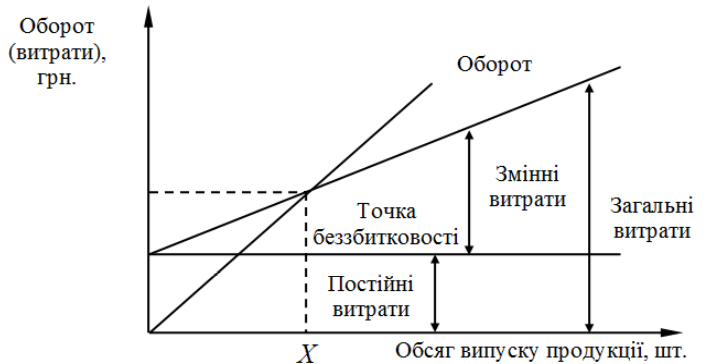 Оборот
(витрати),
грн.
Оборот
Змінні
витрати
Загальні
витрати
Точка
беззбитковості
Постійні
витрати
X
Обсяг випуску продукції, шт.